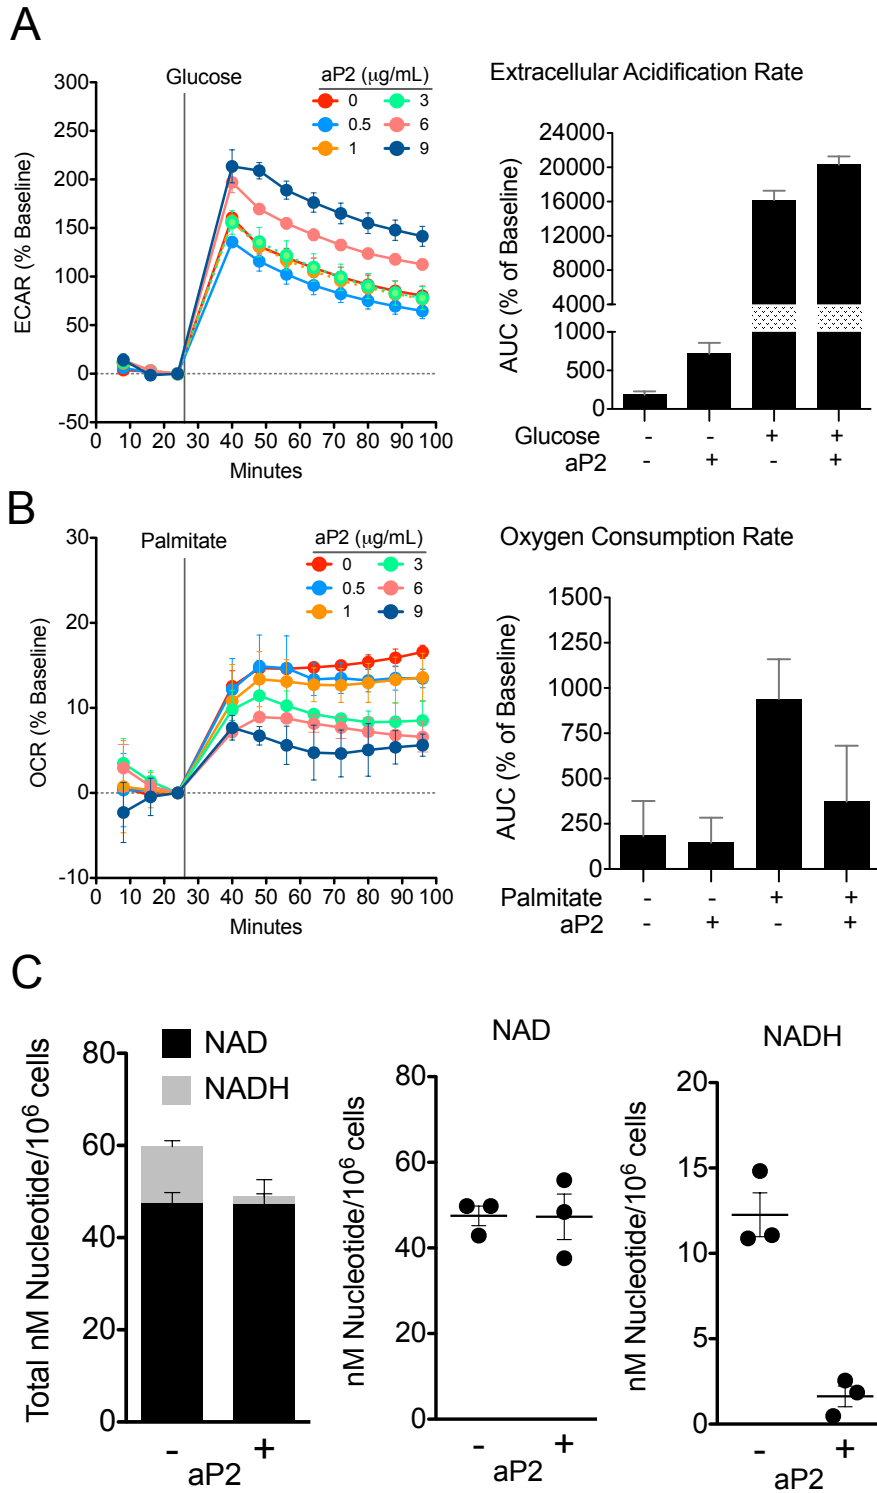 A
Glucose
aP2 (μg/mL)
0
3
0.5
6
1
9
ECAR (% Baseline)
300
250
200
150
100
50
0
-50
0 10 20 30 40 50 60 70 80 90 100
Minutes
Extracellular Acidification Rate
AUC (% of Baseline)
24000
20000
16000
12000
8000
4000
1000
500
0
Glucose - - + +
aP2 - + - +
B
Palmitate
aP2 (μg/mL)
0
3
0.5
6
1
9
OCR (% Baseline)
30
20
10
0
-10
0 10 20 30 40 50 60 70 80 90 100
Minutes
Oxygen Consumption Rate
AUC (% of Baseline)
1500
1250
1000
750
500
250
0
Palmitate - - + +
aP2 - + - +
C
NAD
NADH
Total nM Nucleotide/10⁶ cells
80
60
40
20
0
- +
aP2
NAD
nM Nucleotide/10⁶ cells
80
60
40
20
0
- +
aP2
NADH
nM Nucleotide/10⁶ cells
20
15
10
5
0
- +
aP2